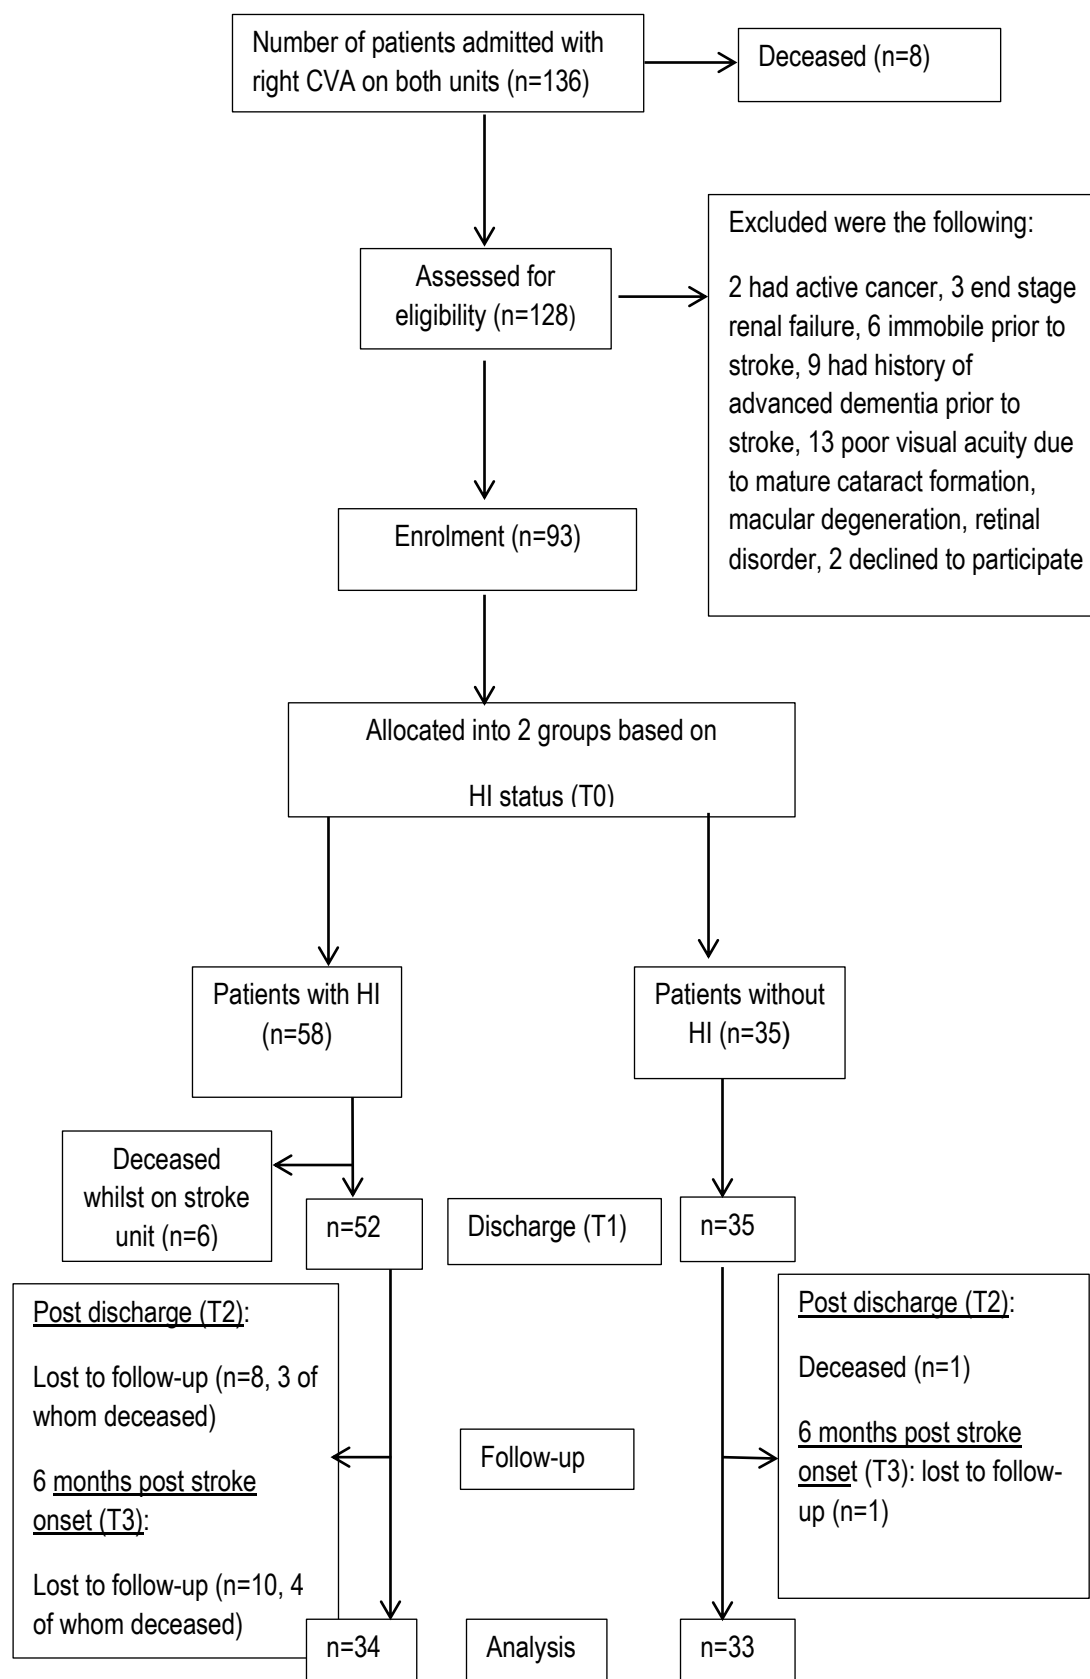 Number of patients admitted with
right CVA on both units (n=136)
Deceased (n=8)
Excluded were the following:
2 had active cancer, 3 end stage
renal failure, 6 immobile prior to
stroke, 9 had history of
advanced dementia prior to
stroke, 13 poor visual acuity due
to mature cataract formation,
macular degeneration, retinal
disorder, 2 declined to participate
Assessed for
eligibility (n=128)
Enrolment (n=93)
Allocated into 2 groups based on
HI status (T0)
Patients with HI
(n=58)
Patients without
HI (n=35)
Deceased
whilst on stroke
unit (n=6)
n=52
Discharge (T1)
n=35
Post discharge (T2):
Lost to follow-up (n=8, 3 of
whom deceased)
6 months post stroke
onset (T3):
Lost to follow-up (n=10, 4
of whom deceased)
Follow-up
Post discharge (T2):
Deceased (n=1)
6 months post stroke
onset (T3): lost to follow-
up (n=1)
n=34
Analysis
n=33